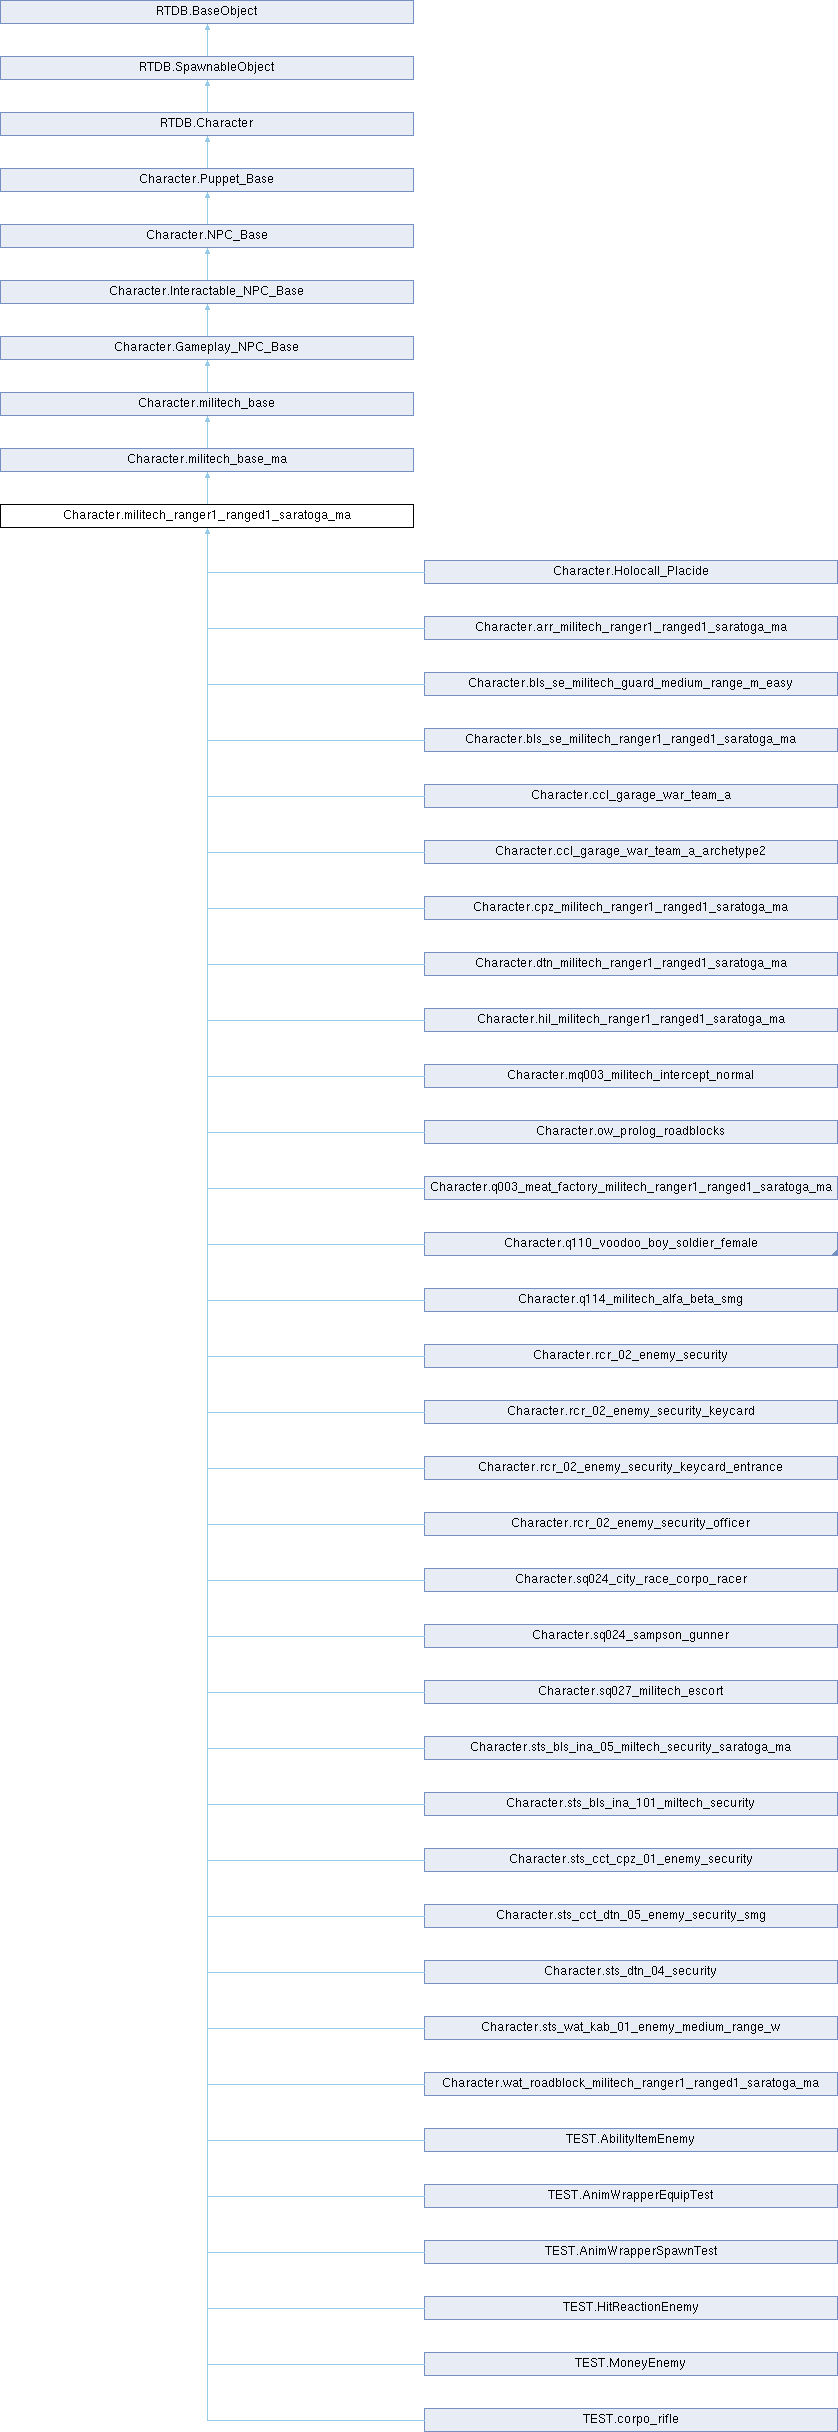 RTDB.BaseObject
RTDB.SpawnableObject
RTDB.Character
Character.Puppet_Base
Character.NPC_Base
Character.Interactable_NPC_Base
Character.Gameplay_NPC_Base
Character.militech_base
Character.militech_base_ma
Character.militech_ranger1_ranged1_saratoga_ma
Character.Holocall_Placide
Character.arr_militech_ranger1_ranged1_saratoga_ma
Character.bls_se_militech_guard_medium_range_m_easy
Character.bls_se_militech_ranger1_ranged1_saratoga_ma
Character.ccl_garage_war_team_a
Character.ccl_garage_war_team_a_archetype2
Character.cpz_militech_ranger1_ranged1_saratoga_ma
Character.dtn_militech_ranger1_ranged1_saratoga_ma
Character.hil_militech_ranger1_ranged1_saratoga_ma
Character.mq003_militech_intercept_normal
Character.ow_prolog_roadblocks
Character.q003_meat_factory_militech_ranger1_ranged1_saratoga_ma
Character.q110_voodoo_boy_soldier_female
Character.q114_militech_alfa_beta_smg
Character.rcr_02_enemy_security
Character.rcr_02_enemy_security_keycard
Character.rcr_02_enemy_security_keycard_entrance
Character.rcr_02_enemy_security_officer
Character.sq024_city_race_corpo_racer
Character.sq024_sampson_gunner
Character.sq027_militech_escort
Character.sts_bls_ina_05_miltech_security_saratoga_ma
Character.sts_bls_ina_101_miltech_security
Character.sts_cct_cpz_01_enemy_security
Character.sts_cct_dtn_05_enemy_security_smg
Character.sts_dtn_04_security
Character.sts_wat_kab_01_enemy_medium_range_w
Character.wat_roadblock_militech_ranger1_ranged1_saratoga_ma
TEST.AbilityItemEnemy
TEST.AnimWrapperEquipTest
TEST.AnimWrapperSpawnTest
TEST.HitReactionEnemy
TEST.MoneyEnemy
TEST.corpo_rifle